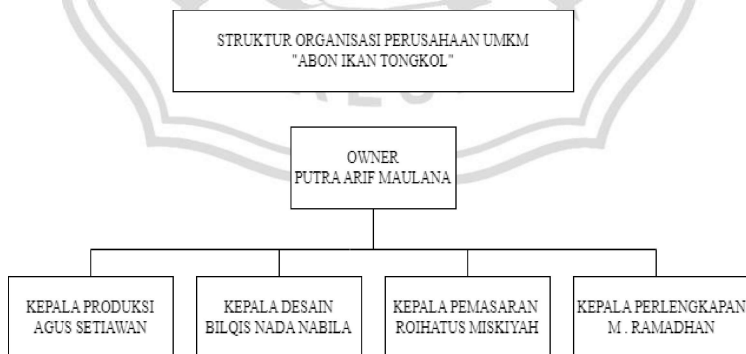 STRUKTUR ORGANISASI PERUSAHAAN UMKM
"ABON IKAN TONGKOL"
OWNER
PUTRA ARIF MAULANA
KEPALA PRODUKSI
AGUS SETIAWAN
KEPALA DESAIN
BILQIS NADA NABILA
KEPALA PEMASARAN
ROIHATUS MISKIYAH
KEPALA PERLENGKAPAN
M . RAMADHAN